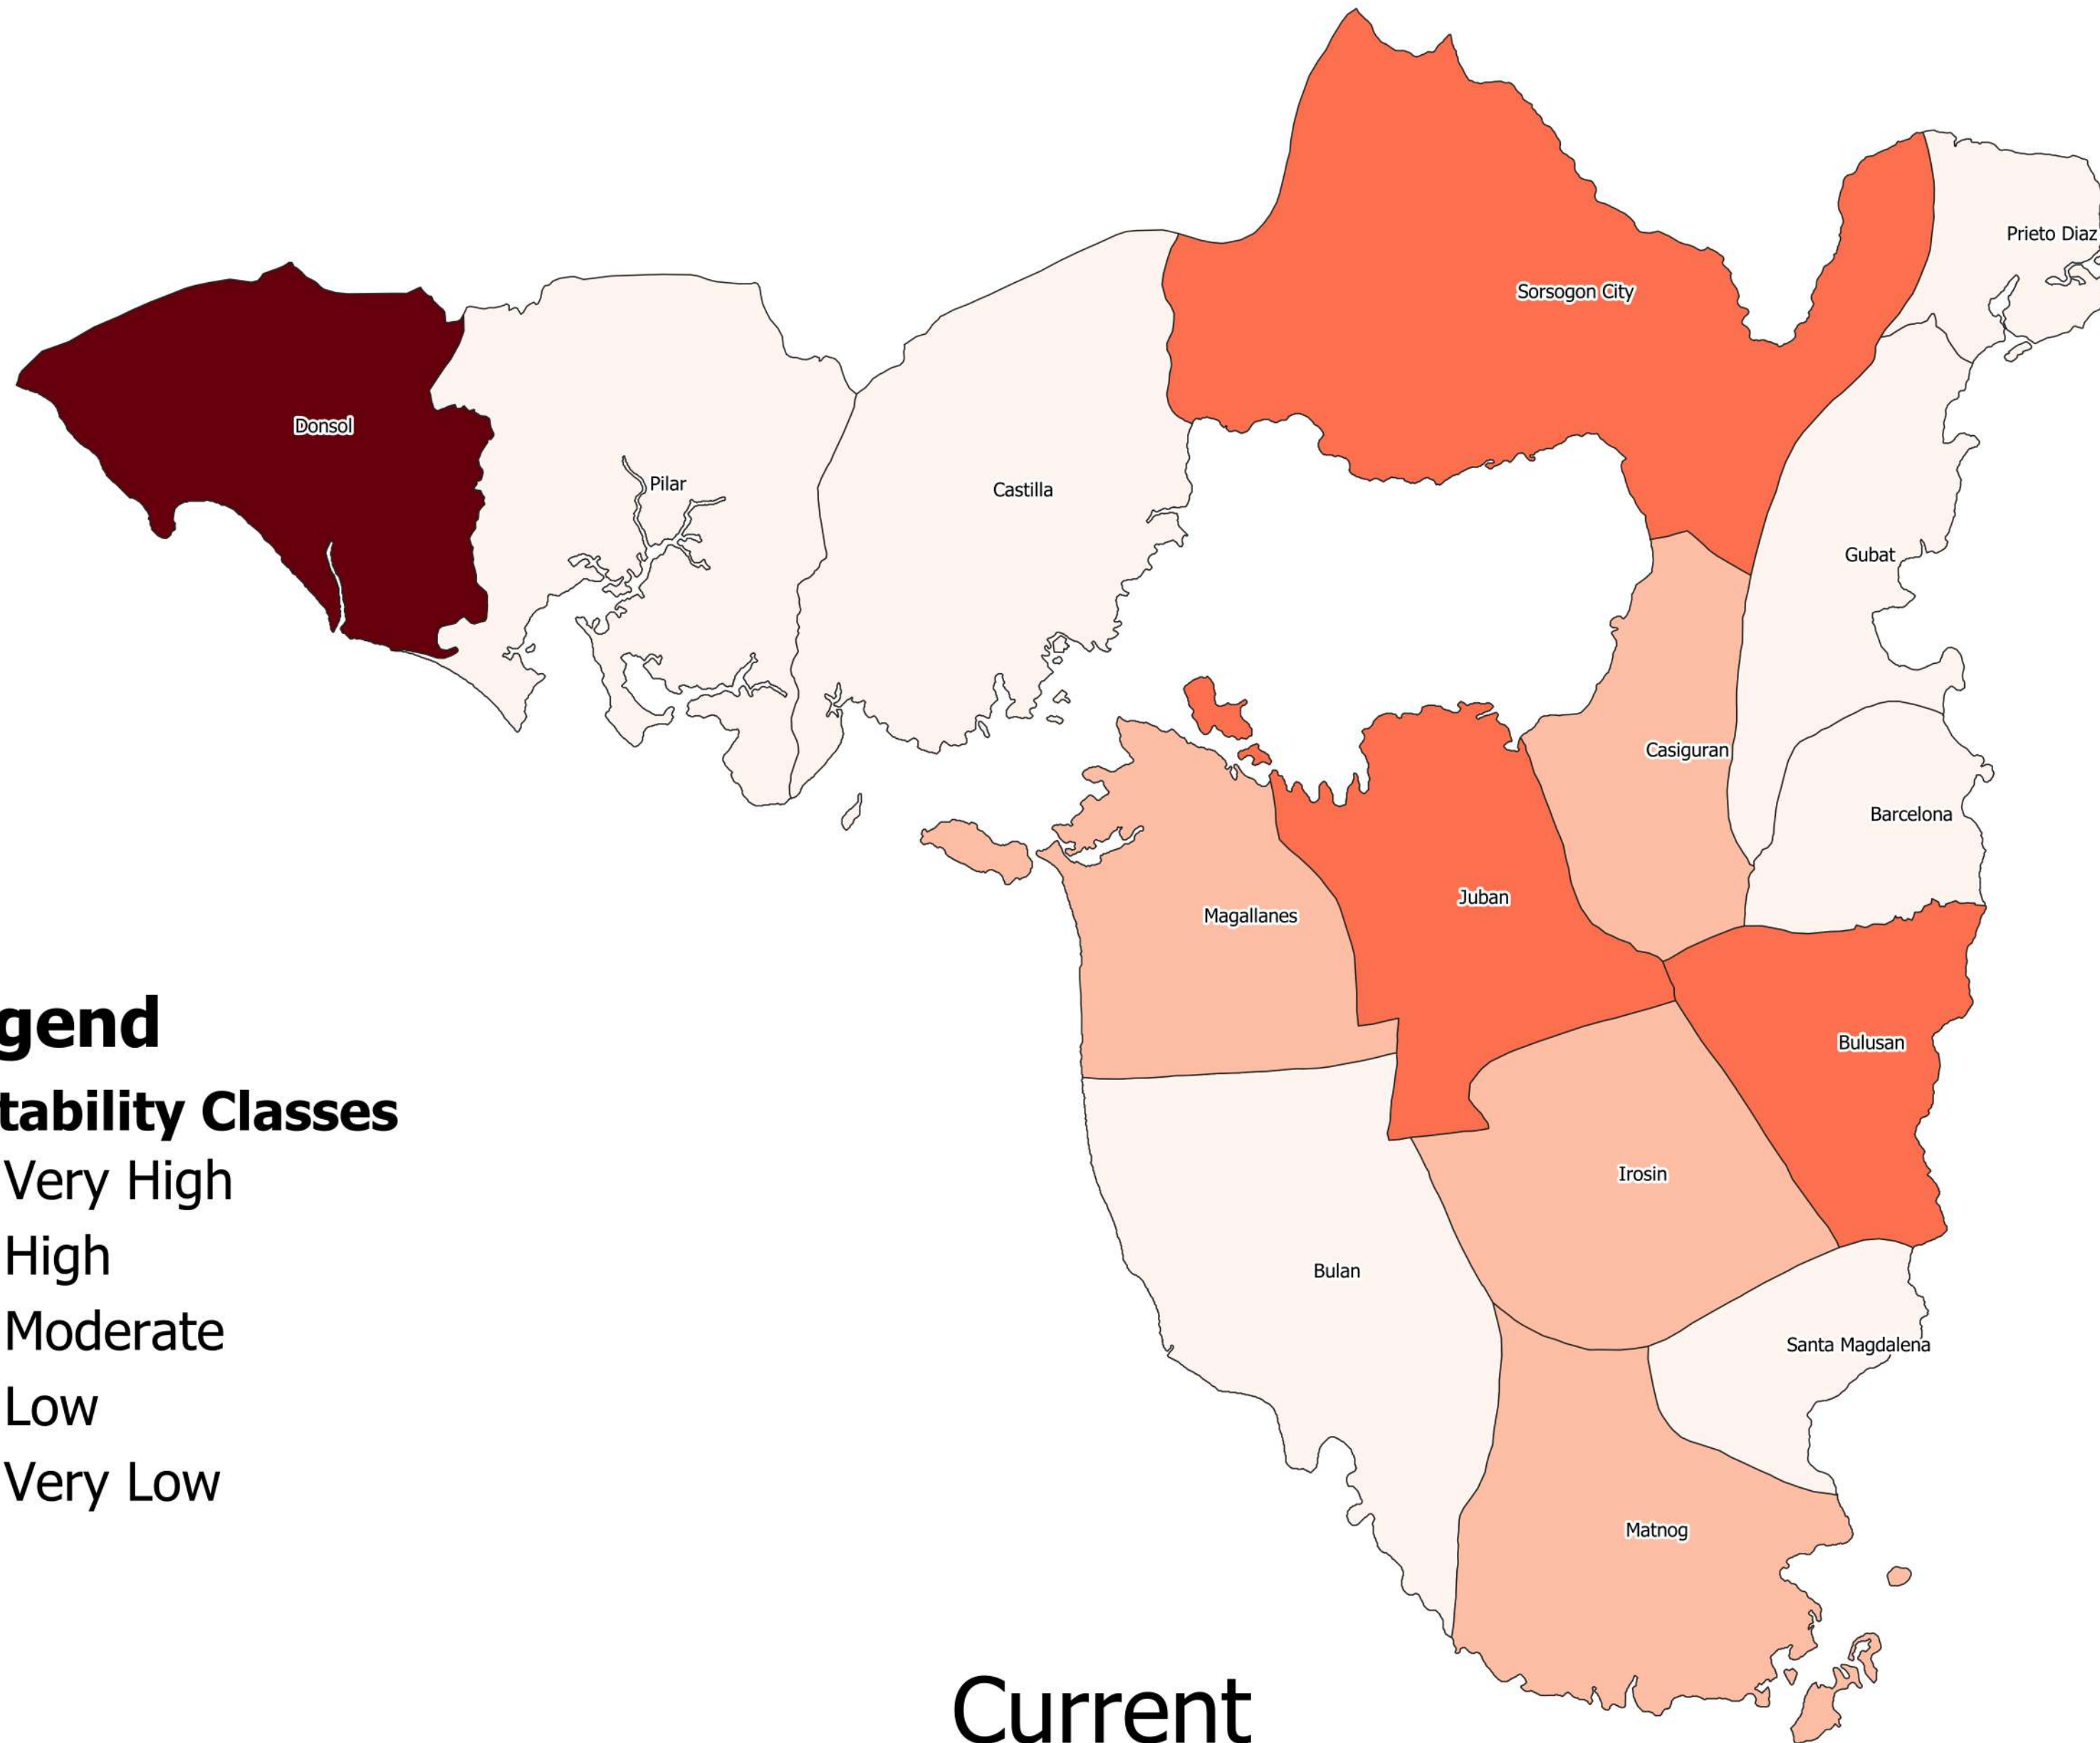 Prieto Diaz
Sorsogon City
Donsol
Pilar
Castilla
Gubat
Casiguran
Barcelona
Juban
Magallanes
gend
Bulusan
tability Classes
Very High
Irosin
High
Bulan
Moderate
Santa Magdalena
Low
Very Low
Matnog
Current